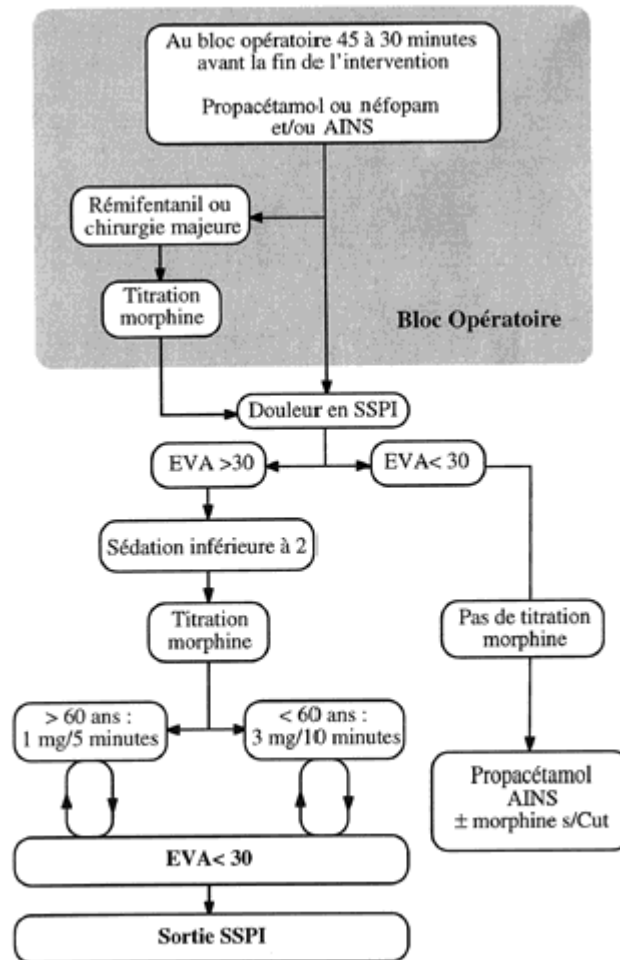 Au bloc opératoire 45 à 30 minutes
avant la fin de l'intervention
Propacétamol ou néfopam
et/ou AINS
Rémifentanil ou
chirurgie majeure
Titration
morphine
Bloc Opératoire
Douleur en SSPI
EVA >30
EVA< 30
Sédation inférieure à 2
Titration
morphine
Pas de titration
morphine
> 60 ans :
1 mg/5 minutes
< 60 ans :
3 mg/10 minutes
Propacétamol
AINS
± morphine s/Cut
EVA< 30
Sortie SSPI